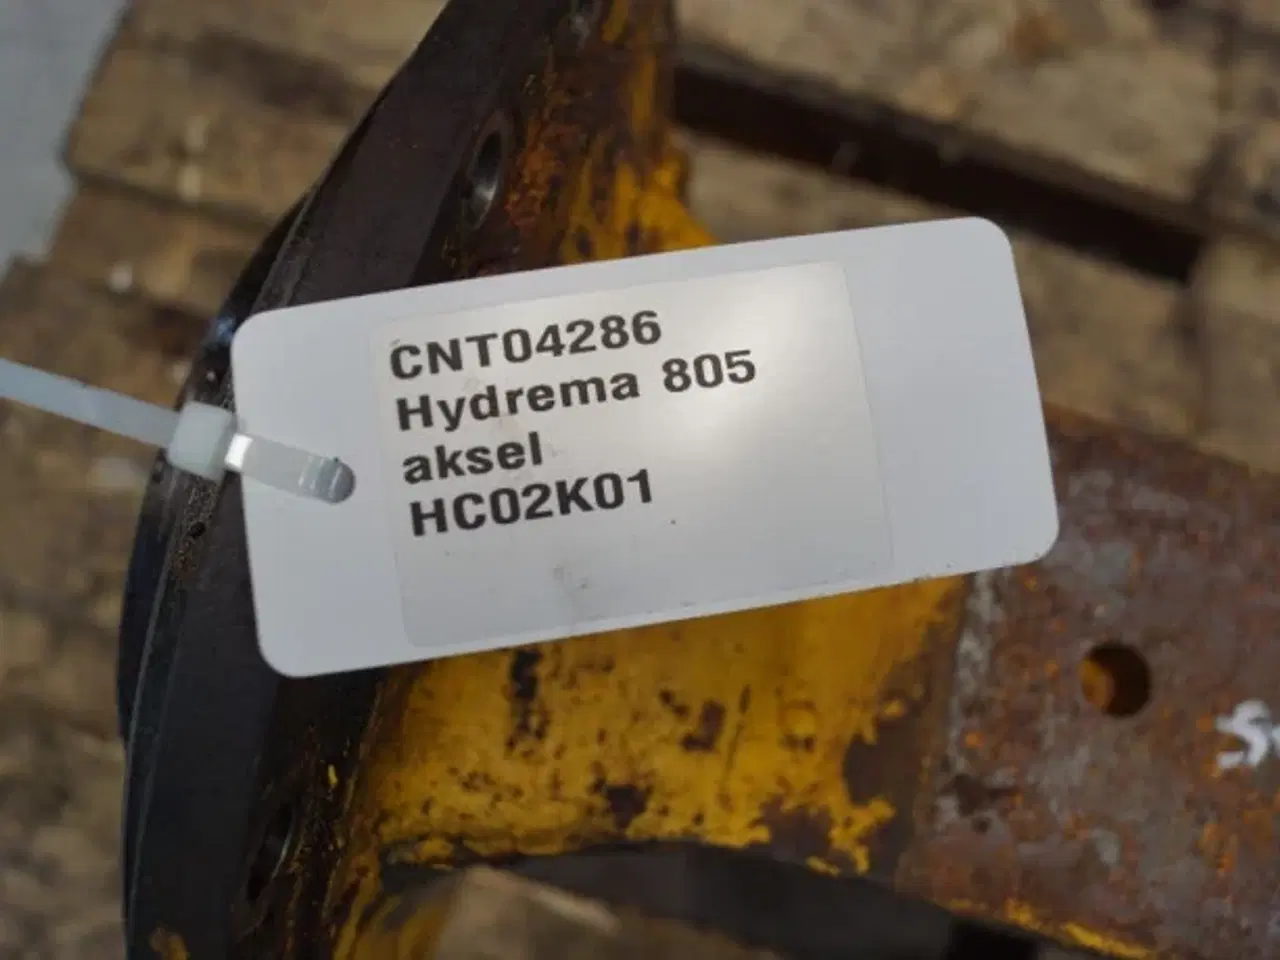 CNT04286
Hydrema 805
aksel
HC02K01